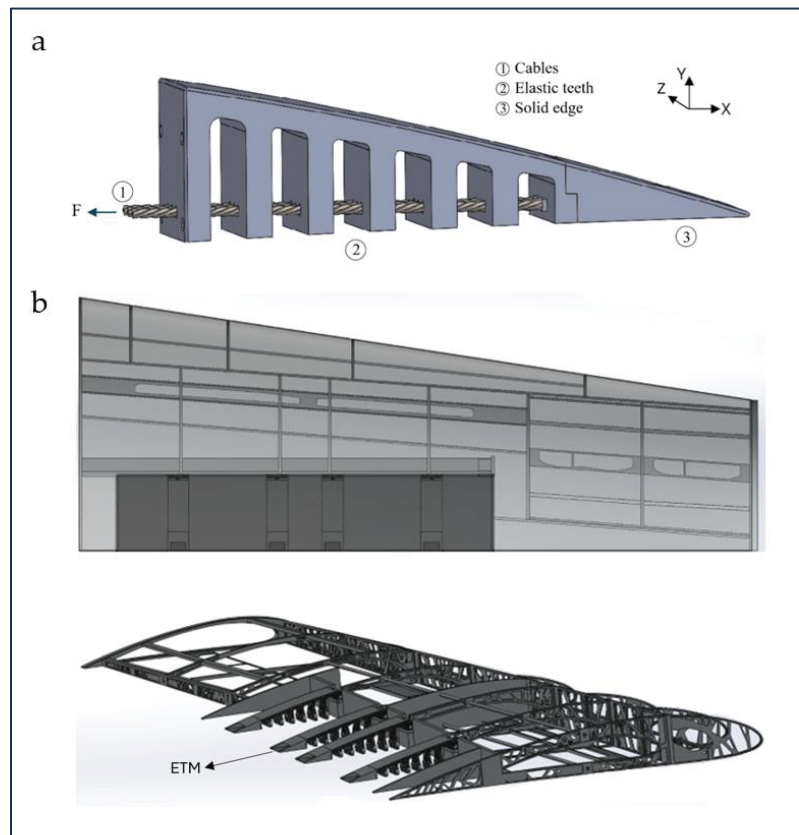 a
① Cables
② Elastic teeth
③ Solid edge
Y
Z
X
①
F
②
③
b
ETM